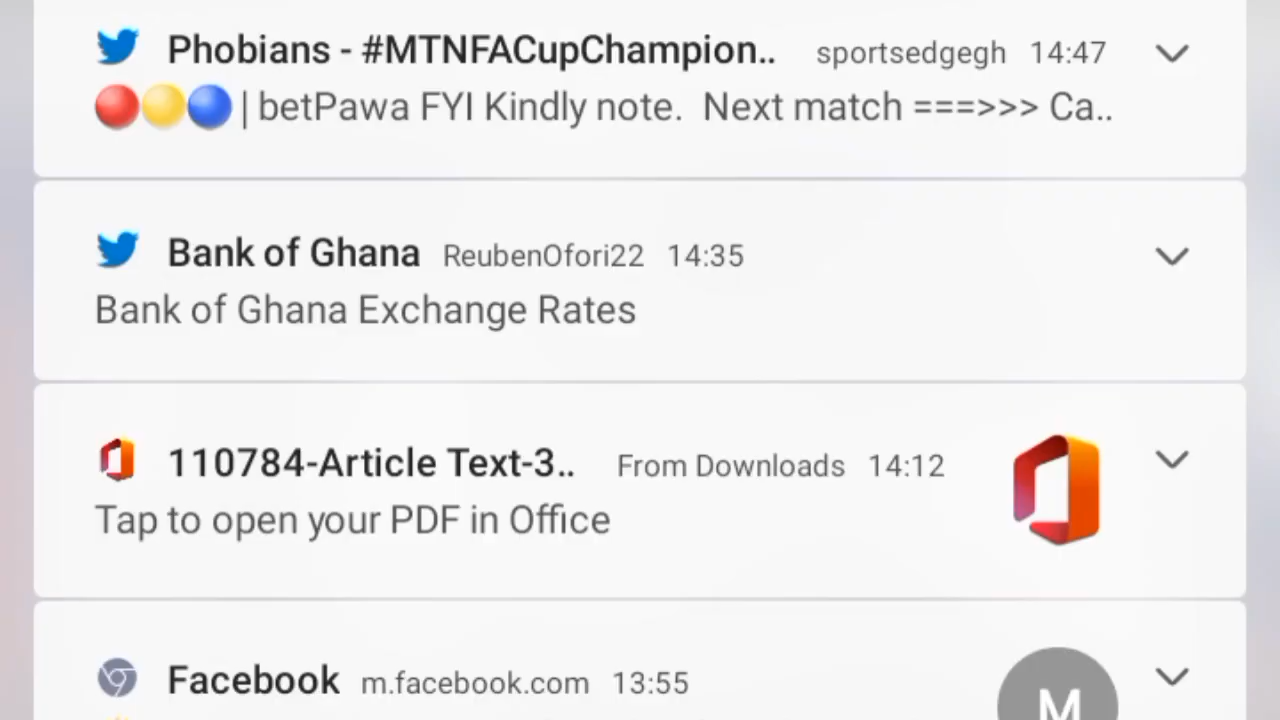 Phobians - #MTNFACupChampion.. sportsedgegh 14:47
| betPawa FYI Kindly note. Next match ===>>> Ca..
Bank of Ghana ReubenOfori22 14:35
Bank of Ghana Exchange Rates
110784-Article Text-3.. From Downloads 14:12
Tap to open your PDF in Office
Facebook m.facebook.com 13:55
M